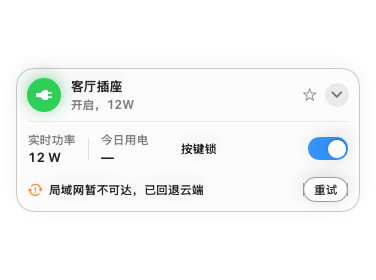 客厅插座
开启，12W
实时功率
12 W
今日用电
—
按键锁
局域网暂不可达，已回退云端
重试